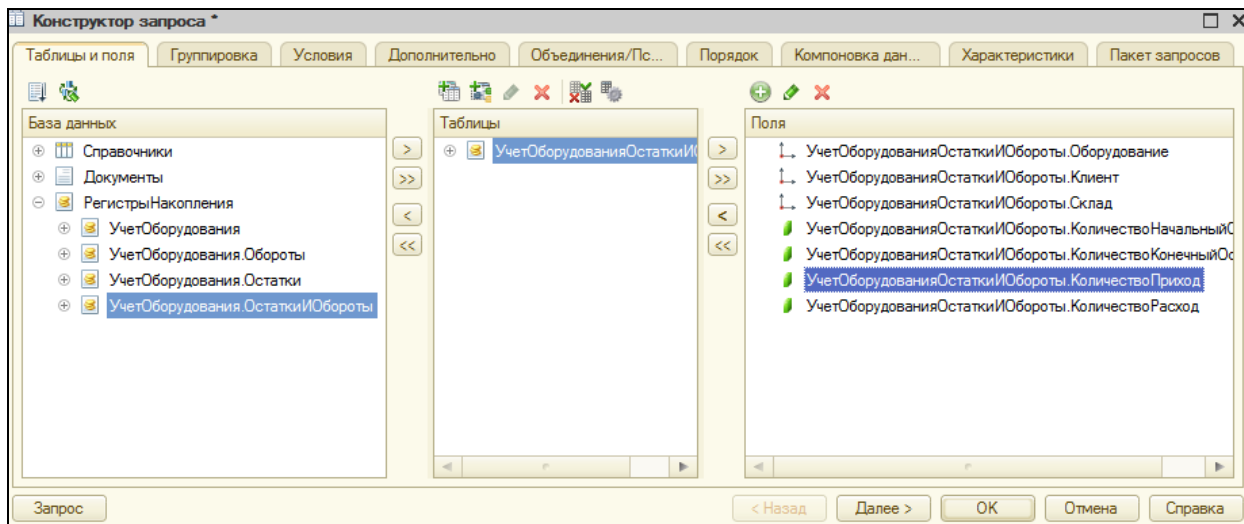 Конструктор запроса *
Таблицы и поля
Группировка
Условия
Дополнительно
Объединения/Пс...
Порядок
Компоновка дан...
Характеристики
Пакет запросов
База данных
Справочники
Документы
РегистрыНакопления
УчетОборудования
УчетОборудования.Обороты
УчетОборудования.Остатки
УчетОборудования.ОстаткиИОбороты
>
>>
<
<<
Таблицы
УчетОборудованияОстаткиИ
>
>>
<
<<
Поля
УчетОборудованияОстаткиИОбороты.Оборудование
УчетОборудованияОстаткиИОбороты.Клиент
УчетОборудованияОстаткиИОбороты.Склад
УчетОборудованияОстаткиИОбороты.КоличествоНачальный
УчетОборудованияОстаткиИОбороты.КоличествоКонечныйОс
УчетОборудованияОстаткиИОбороты.КоличествоПриход
УчетОборудованияОстаткиИОбороты.КоличествоРасход
Запрос
< Назад
Далее >
OK
Отмена
Справка